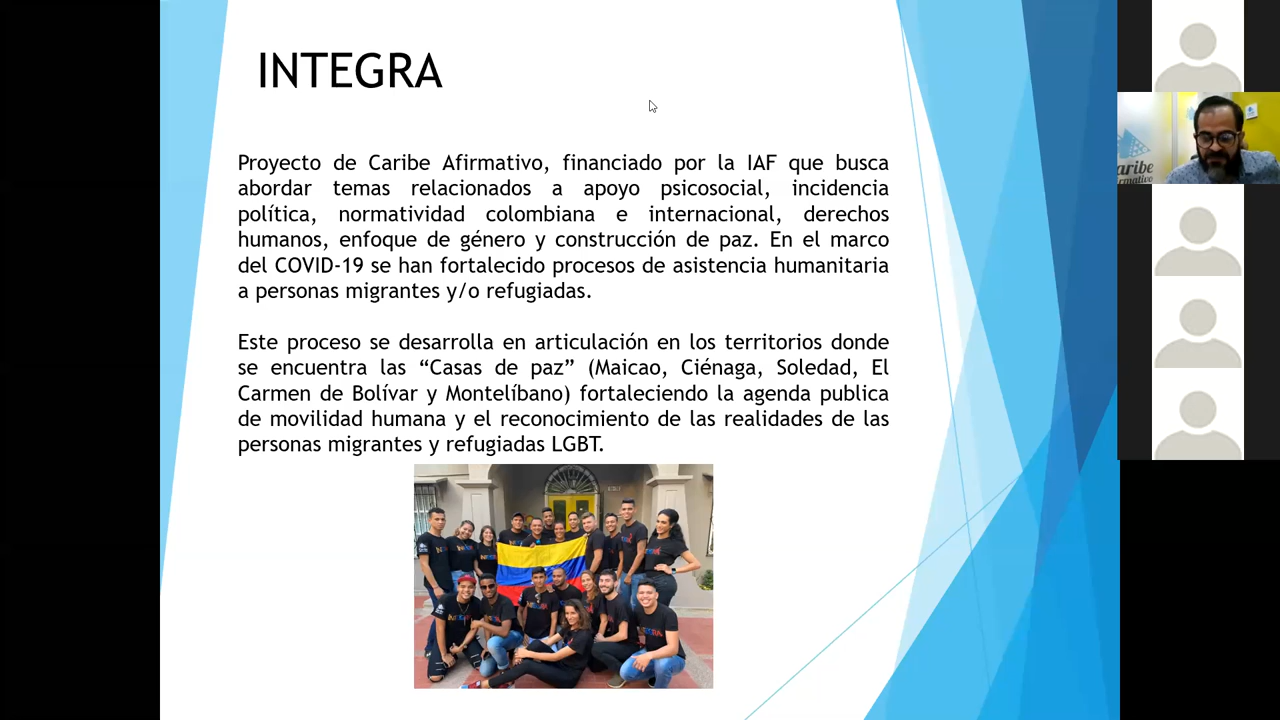 INTEGRA
Proyecto de Caribe Afirmativo, financiado por la IAF que busca
abordar temas relacionados a apoyo psicosocial, incidencia
política, normatividad colombiana e internacional, derechos
humanos, enfoque de género y construcción de paz. En el marco
del COVID-19 se han fortalecido procesos de asistencia humanitaria
a personas migrantes y/o refugiadas.
Este proceso se desarrolla en articulación en los territorios donde
se encuentra las “Casas de paz” (Maicao, Ciénaga, Soledad, El
Carmen de Bolívar y Montelíbano) fortaleciendo la agenda publica
de movilidad humana y el reconocimiento de las realidades de las
personas migrantes y refugiadas LGBT.